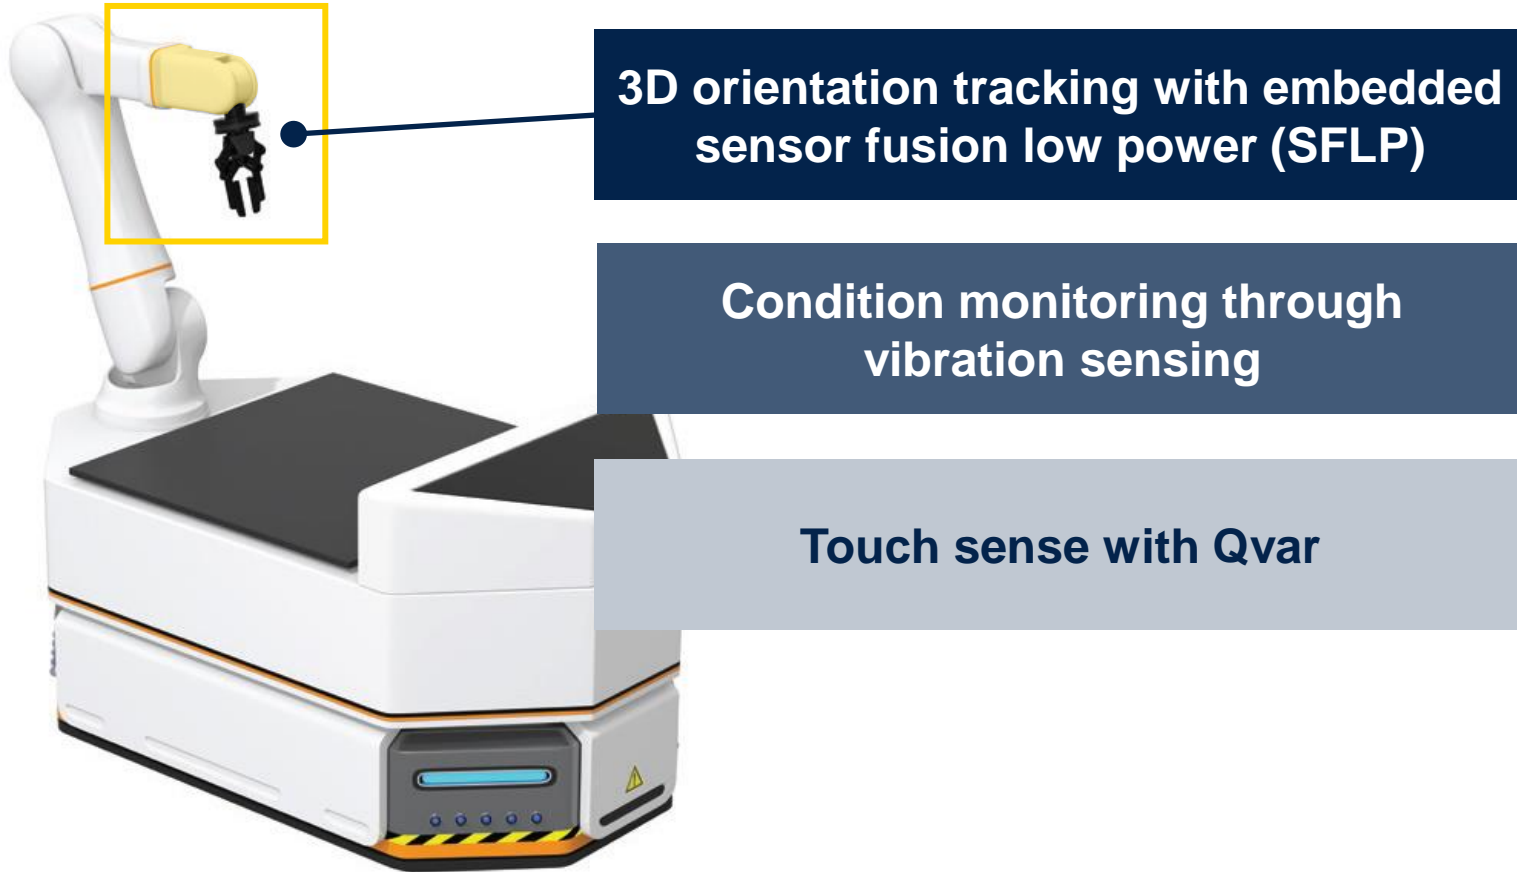 3D orientation tracking with embedded
sensor fusion low power (SFLP)
Condition monitoring through
vibration sensing
Touch sense with Qvar